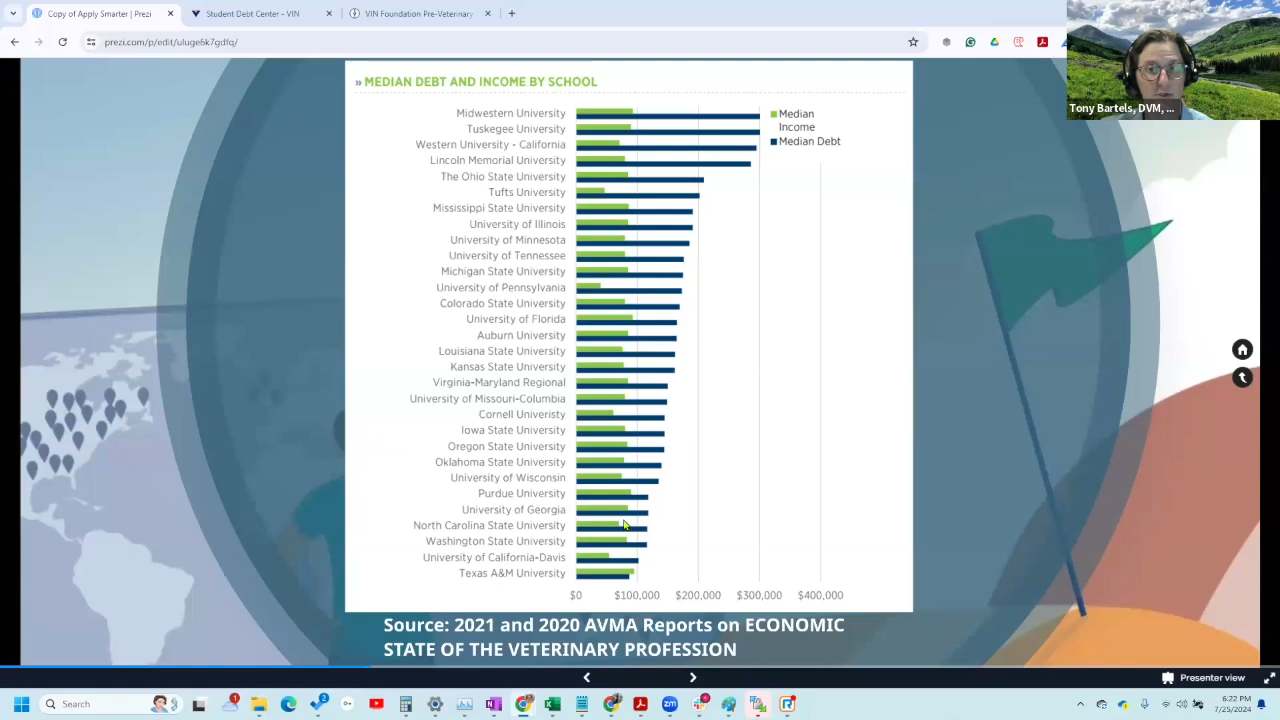 Copy of Apply Smarter | Prezi
Student Debt Center - VIN
VIN Foundation Pre-Veterinary
prezi.com/p/edit/uluge6k7gdfq/
Tony Bartels, DVM, ...
» MEDIAN DEBT AND INCOME BY SCHOOL
Midwestern University
Tuskegee University
Western University - California
Lincoln Memorial University
The Ohio State University
Tufts University
Mississippi State University
University of Illinois
University of Minnesota
University of Tennessee
Michigan State University
University of Pennsylvania
Colorado State University
University of Florida
Auburn University
Louisiana State University
Kansas State University
Virginia-Maryland Regional
University of Missouri-Columbia
Cornell Univeristy
Iowa State University
Oregon State University
Oklahoma State University
University of Wisconsin
Purdue University
University of Georgia
North Carolina State University
Washington State University
University of California-Davis
Texas A&M University
Median
Income
Median Debt
$0 $100,000 $200,000 $300,000 $400,000
Source: 2021 and 2020 AVMA Reports on ECONOMIC
STATE OF THE VETERINARY PROFESSION
Presenter view
Search
6:22 PM
7/25/2024